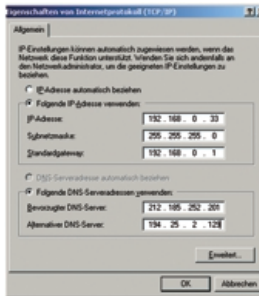 Eigenschaften von Internetprotokoll (TCP/IP)
Allgemein
IP-Einstellungen können automatisch zugewiesen werden, wenn das
Netzwerk diese Funktion unterstützt. Wenden Sie sich andernfalls an
den Netzwerkadministrator, um die geeigneten IP-Einstellungen zu
beziehen.
IP-Adresse automatisch beziehen
Folgende IP-Adresse verwenden:
IP-Adresse: 192 . 168 . 0 . 33
Subnetzmaske: 255 . 255 . 255 . 0
Standardgateway: 192 . 168 . 0 . 1
DNS-Serveradresse automatisch beziehen
Folgende DNS-Serveradressen verwenden:
Bevorzugter DNS-Server: 212 . 185 . 252 . 201
Alternativer DNS-Server: 194 . 25 . 2 . 129
Erweitert...
OK Abbrechen